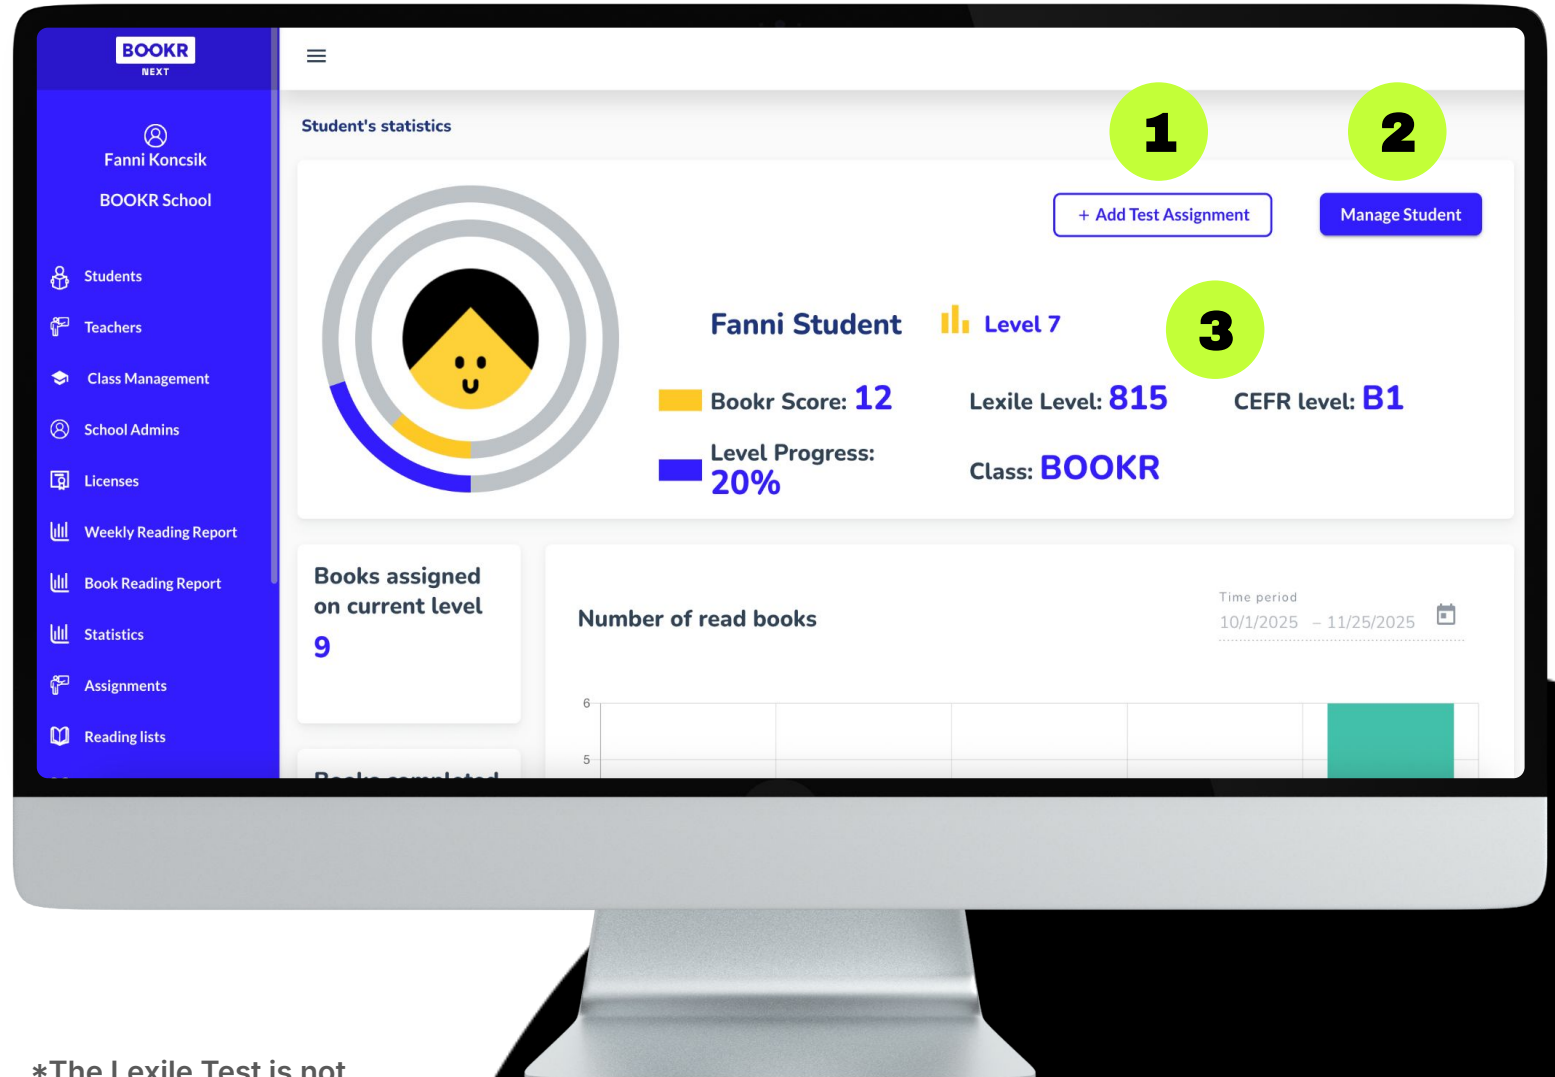 BOOKR
NEXT
Fanni Koncsik
BOOKR School
Students
Teachers
Class Management
School Admins
Licenses
Weekly Reading Report
Book Reading Report
Statistics
Assignments
Reading lists
Student's statistics
1
2
+ Add Test Assignment
Manage Student
Fanni Student
Level 7
3
Bookr Score: 12
Lexile Level: 815
CEFR level: B1
Level Progress:
20%
Class: BOOKR
Books assigned
on current level
9
Books completed
Number of read books
Time period
10/1/2025 – 11/25/2025
6
5
*The Lexile Test is not